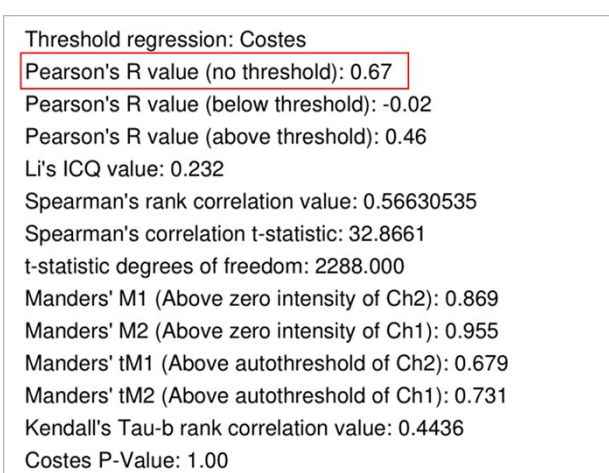 Threshold regression: Costes
Pearson's R value (no threshold): 0.67
Pearson's R value (below threshold): -0.02
Pearson's R value (above threshold): 0.46
Li's ICQ value: 0.232
Spearman's rank correlation value: 0.56630535
Spearman's correlation t-statistic: 32.8661
t-statistic degrees of freedom: 2288.000
Manders' M1 (Above zero intensity of Ch2): 0.869
Manders' M2 (Above zero intensity of Ch1): 0.955
Manders' tM1 (Above autothreshold of Ch2): 0.679
Manders' tM2 (Above autothreshold of Ch1): 0.731
Kendall's Tau-b rank correlation value: 0.4436
Costes P-Value: 1.00